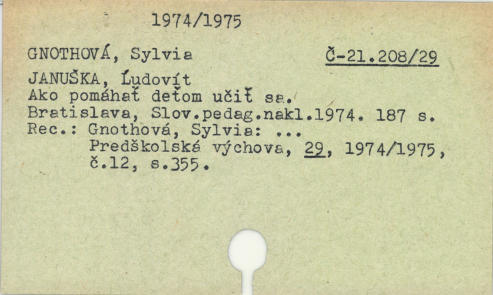 1974/1975
GNOTHOVÁ, Sylvia Č-21.208/29
JANUŠKA, Ľudovít
Ako pomáhať deťom učiť sa.
Bratislava, Slov.pedag.nakl.1974. 187 s.
Rec.: Gnothová, Sylvia: ...
Predškolská výchova, 29, 1974/1975,
č.12, s.355.